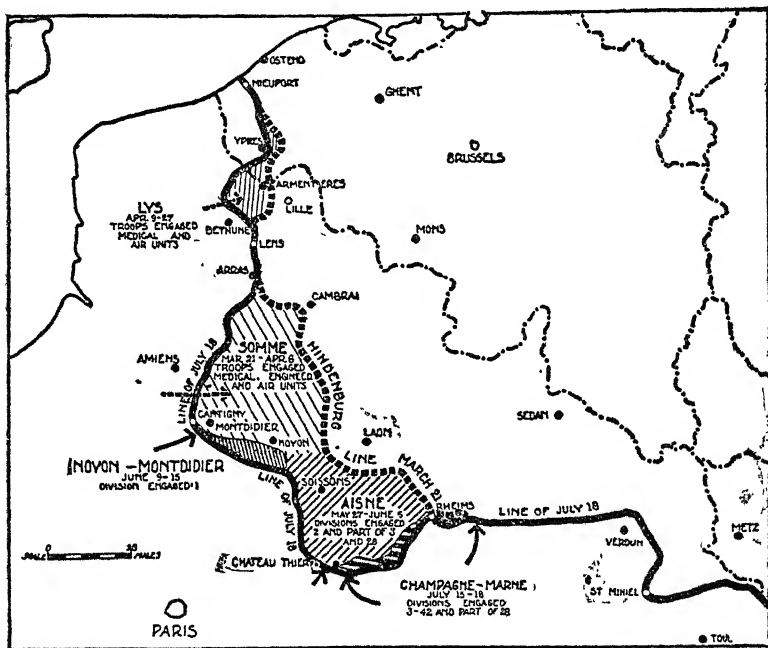 OSTEND
NIEUPORT
GHENT
YPRES
BRUSSELS
ARMENTIERES
LILLE
LYS
APR. 9-27
TROOPS ENGAGED
MEDICAL AND
AIR UNITS
BETHUNE
LENS
MONS
ARRAS
CAMBRAI
HINDENBURG
LINE
MARCH 21
SOMME
MAR. 21-APR. 6
TROOPS ENGAGED
MEDICAL, ENGINEER
AND AIR UNITS
AMIENS
LINE OF JULY 18
CANTIGNY
MONTDIDIER
NOYON
LAON
SEDAN
NOYON-MONTDIDIER
JUNE 9-15
DIVISION ENGAGED: 1
SOISSONS
AISNE
MAY 27-JUNE 5
DIVISIONS ENGAGED
2 AND PART OF 3
AND 28
LINE OF JULY 18
RHEIMS
LINE OF JULY 18
VERDUN
METZ
0
MILES
CHATEAU THIERRY
CHAMPAGNE-MARNE
JULY 15-18
DIVISIONS ENGAGED
3-42 AND PART OF 28
ST MIHIEL
PARIS
TOUL